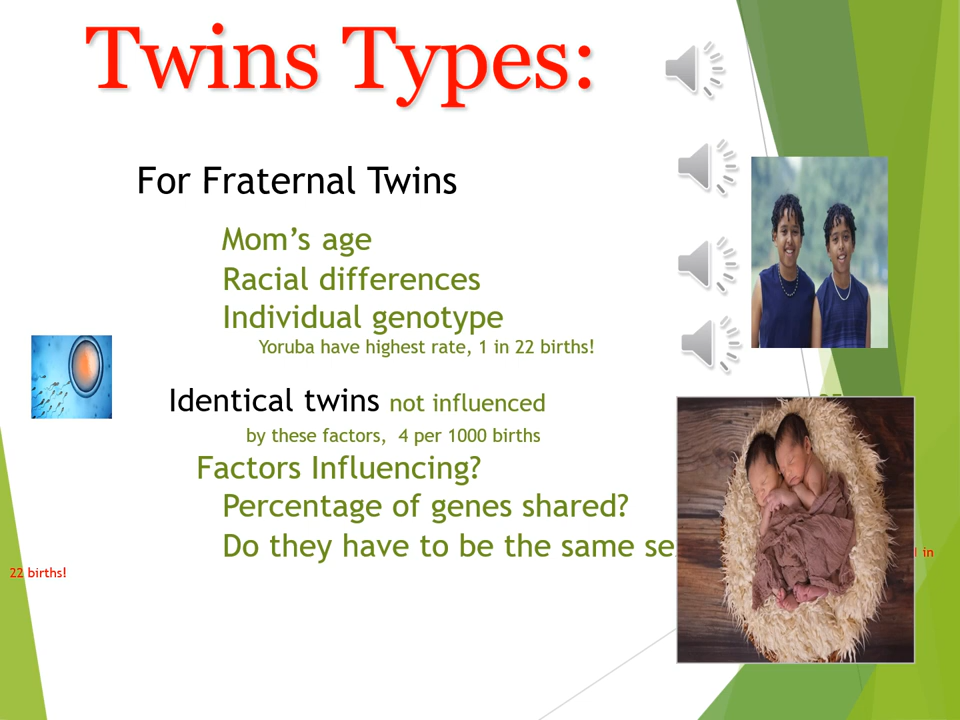 Twins Types:
For Fraternal Twins
Mom’s age
Racial differences
Individual genotype
Yoruba have highest rate, 1 in 22 births!
Identical twins not influenced
by these factors,  4 per 1000 births
Factors Influencing?
Percentage of genes shared?
Do they have to be the same se
in
22 births!